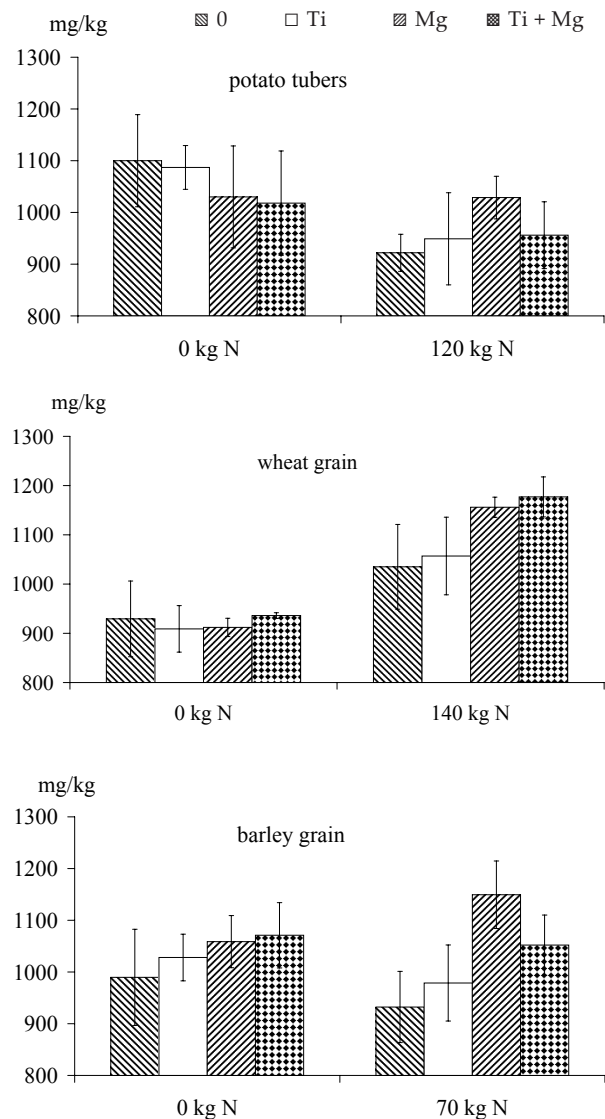 mg/kg
0 Ti Mg Ti + Mg
1300
potato tubers
1200
1100
1000
900
800
0 kg N 120 kg N
mg/kg
1300
wheat grain
1200
1100
1000
900
800
0 kg N 140 kg N
mg/kg
1300
barley grain
1200
1100
1000
900
800
0 kg N 70 kg N